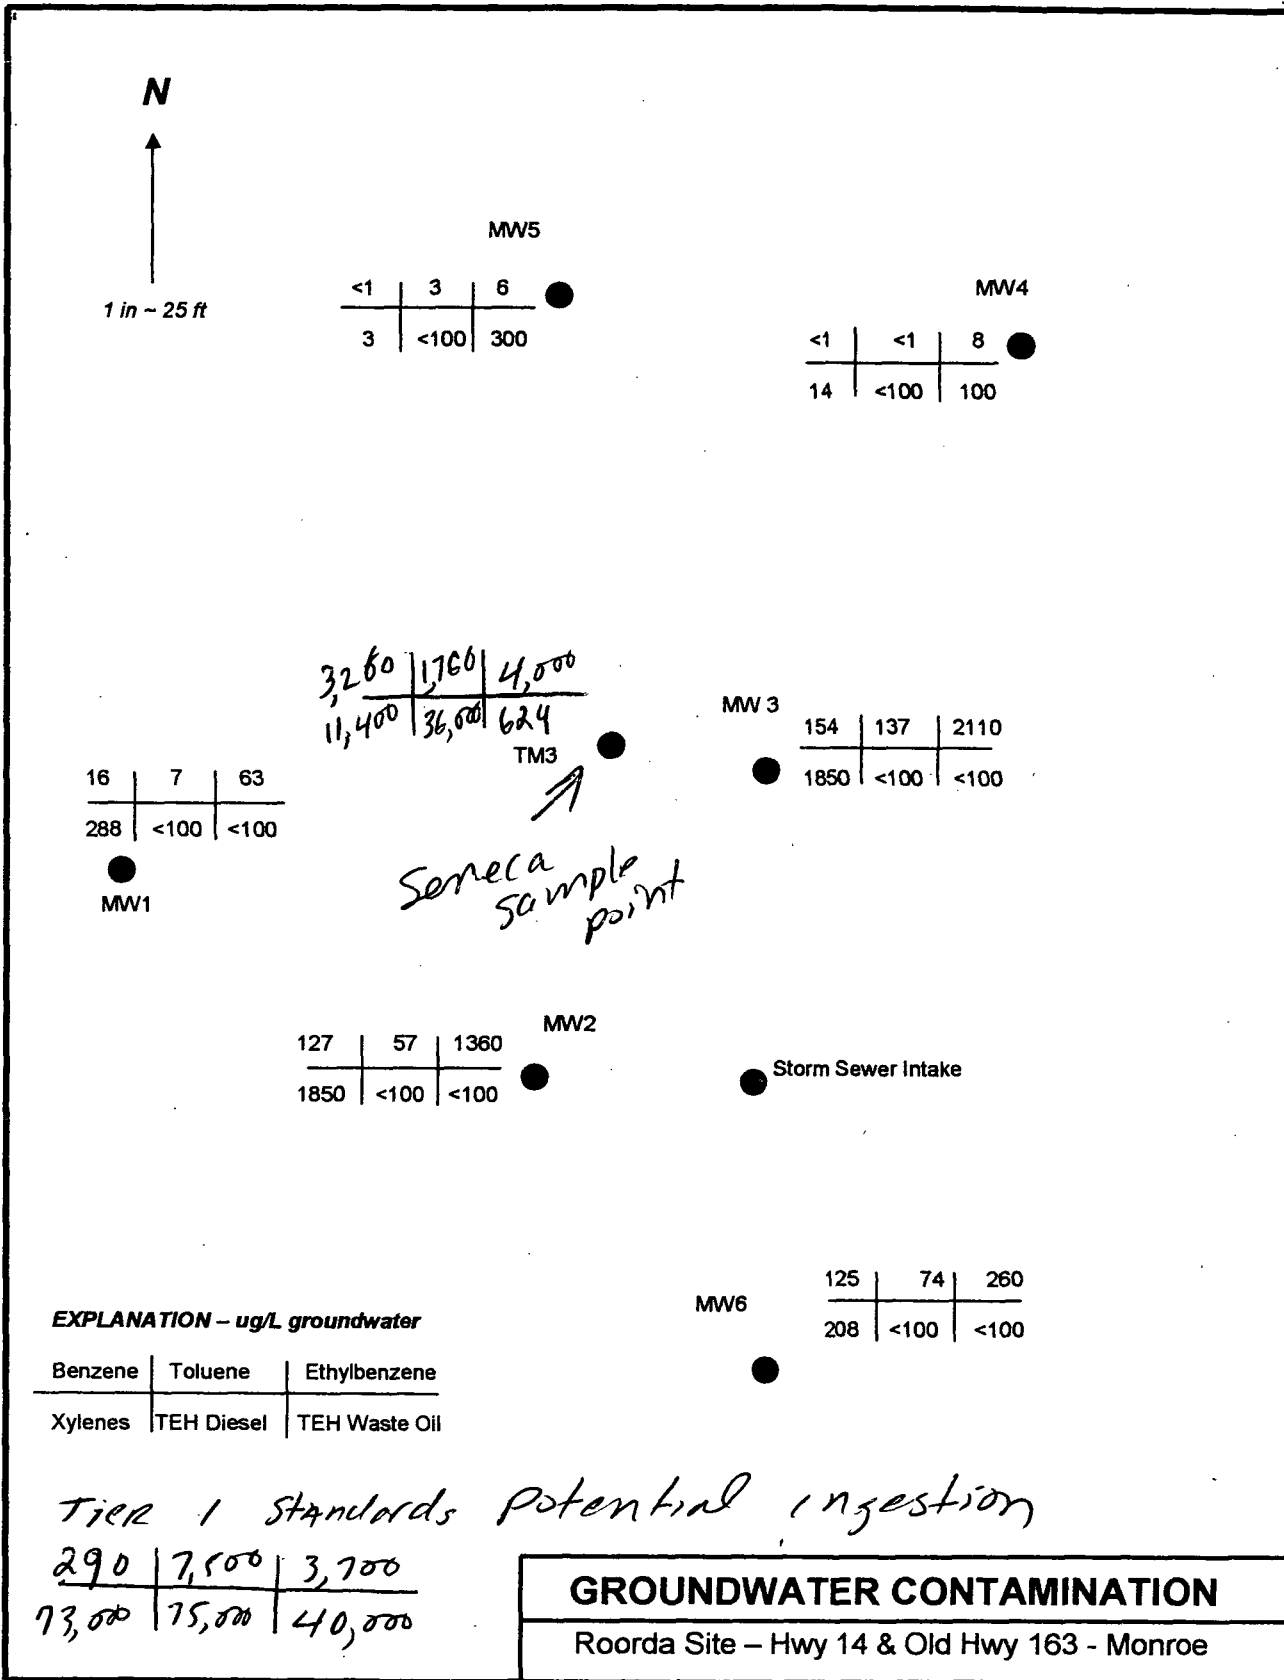 N
1 in ~ 25 ft
MW5
<1 | 3 | 6
3 | <100 | 300
MW4
<1 | <1 | 8
14 | <100 | 100
3,260 | 1,760 | 4,000
11,400 | 36,000 | 624
TM3
MW 3
154 | 137 | 2110
1850 | <100 | <100
16 | 7 | 63
288 | <100 | <100
MW1
Seneca
sample
point
MW2
127 | 57 | 1360
1850 | <100 | <100
Storm Sewer Intake
MW6
125 | 74 | 260
208 | <100 | <100
EXPLANATION – ug/L groundwater
Benzene | Toluene | Ethylbenzene
Xylenes | TEH Diesel | TEH Waste Oil
Tier 1 Standards potential ingestion
290 | 7,500 | 3,700
73,000 | 75,000 | 40,000
GROUNDWATER CONTAMINATION
Roorda Site – Hwy 14 & Old Hwy 163 - Monroe